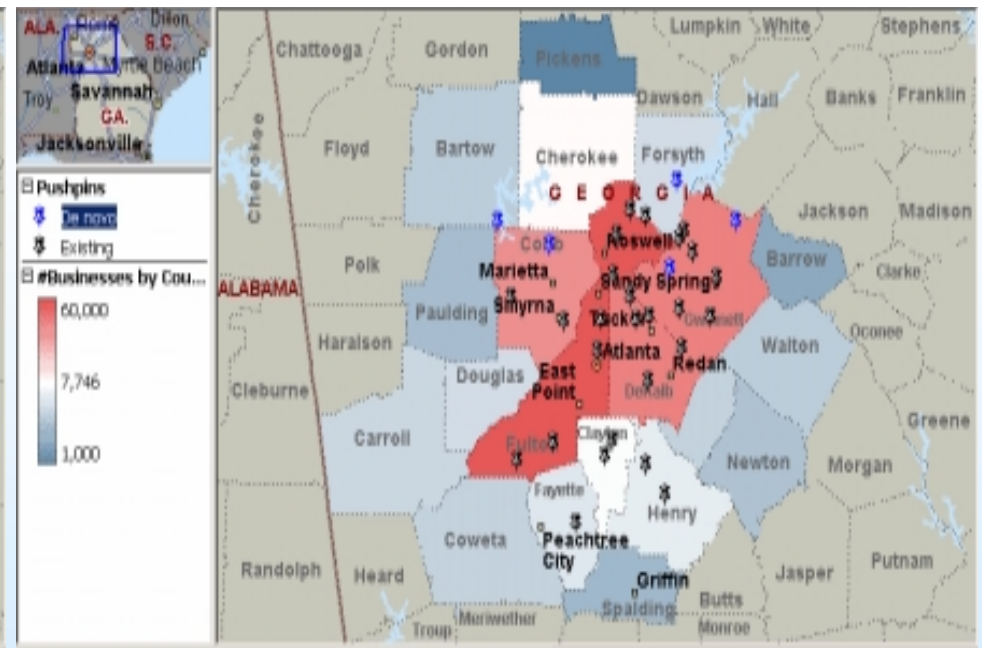 ALA.
Dillon
S.C.
Atlanta
Myrtle Beach
Troy
Savannah
GA.
Jacksonville
Pushpins
De novo
Existing
#Businesses by Cou...
60,000
7,746
1,000
Lumpkin
White
Stephens
Chattooga
Gordon
Pickens
Dawson
Hall
Banks
Franklin
Cherokee
Floyd
Bartow
Cherokee
Forsyth
GEORGIA
Jackson
Madison
Polk
Cobb
Roswell
Barrow
Clarke
ALABAMA
Marietta
Sandy Springs
Smyrna
Paulding
Tucker
Gwinnett
Oconee
Haralson
Walton
Atlanta
Redan
Cleburne
Douglas
East
Point
DeKalb
Greene
Carroll
Fulton
Clayton
Newton
Morgan
Fayette
Henry
Coweta
Peachtree
City
Randolph
Heard
Griffin
Jasper
Putnam
Spalding
Butts
Troup
Meriwether
Monroe